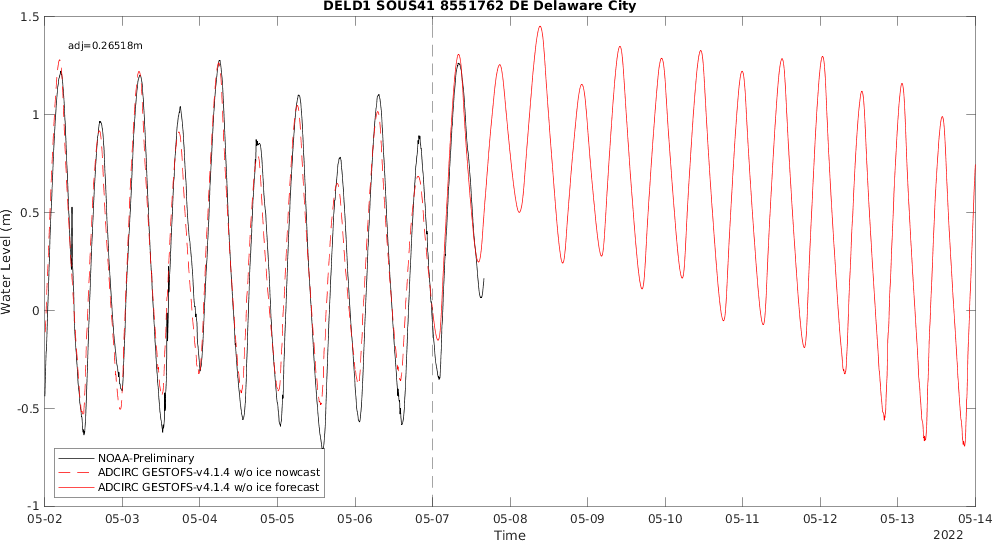 DELD1 SOUS41 8551762 DE Delaware City
adj=0.26518m
1.5
1
0.5
0
-0.5
-1
Water Level (m)
NOAA-Preliminary
ADCIRC GESTOFS-v4.1.4 w/o ice nowcast
ADCIRC GESTOFS-v4.1.4 w/o ice forecast
05-02 05-03 05-04 05-05 05-06 05-07 05-08 05-09 05-10 05-11 05-12 05-13 05-14
Time
2022